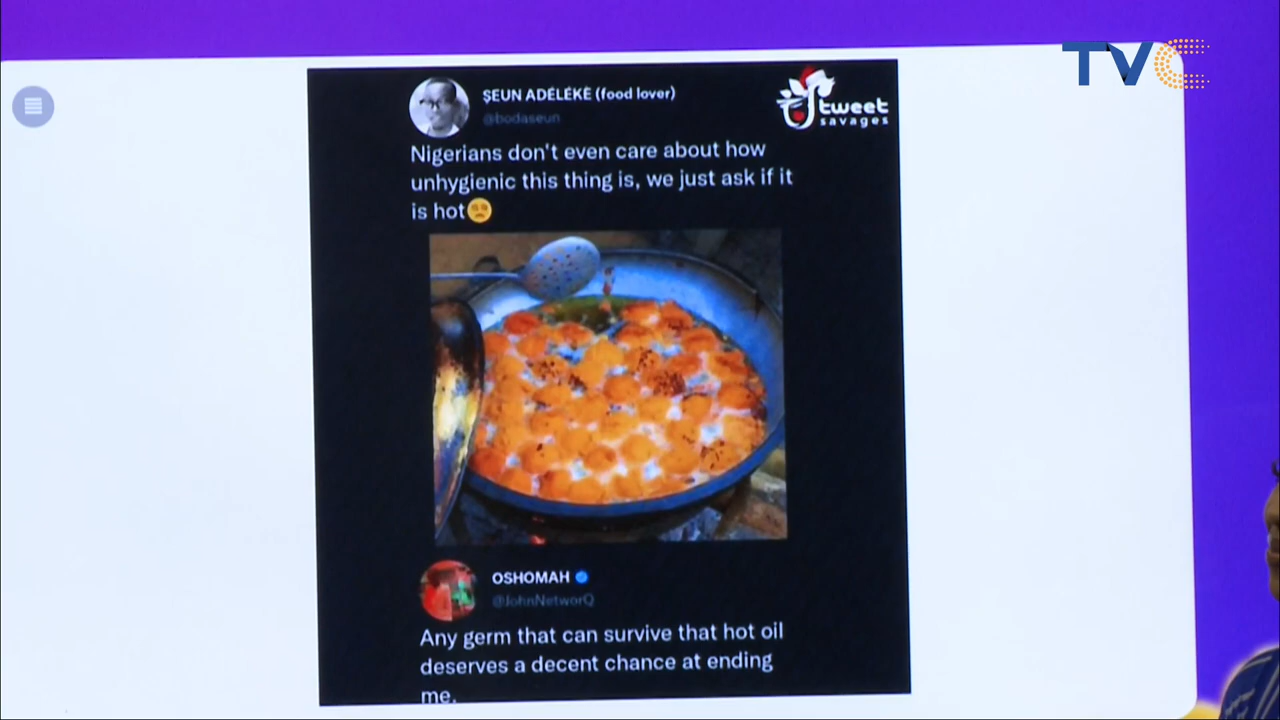 TVC
ṢEUN ADÉLÉKÈ (food lover)
@bodaseun
tweet
savages
Nigerians don't even care about how
unhygienic this thing is, we just ask if it
is hot
OSHOMAH
@JohnNetworQ
Any germ that can survive that hot oil
deserves a decent chance at ending
me.